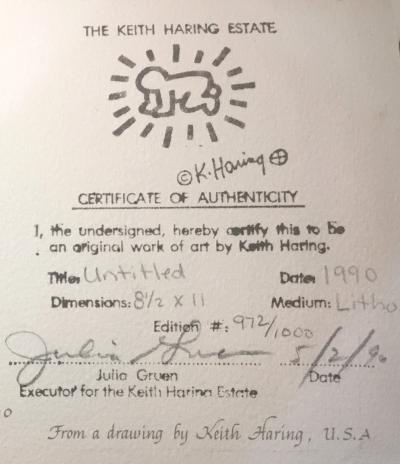 THE KEITH HARING ESTATE
© K. Haring ⊕
CERTIFICATE OF AUTHENTICITY
I, the undersigned, hereby certify this to be
an original work of art by Keith Haring.
Title: Untitled Date: 1990
Dimensions: 8½ x 11 Medium: Litho
Edition #: 972/1000
Julia Gruen 5/2/90
Julia Gruen Date
Executor for the Keith Haring Estate
From a drawing by Keith Haring, U.S.A